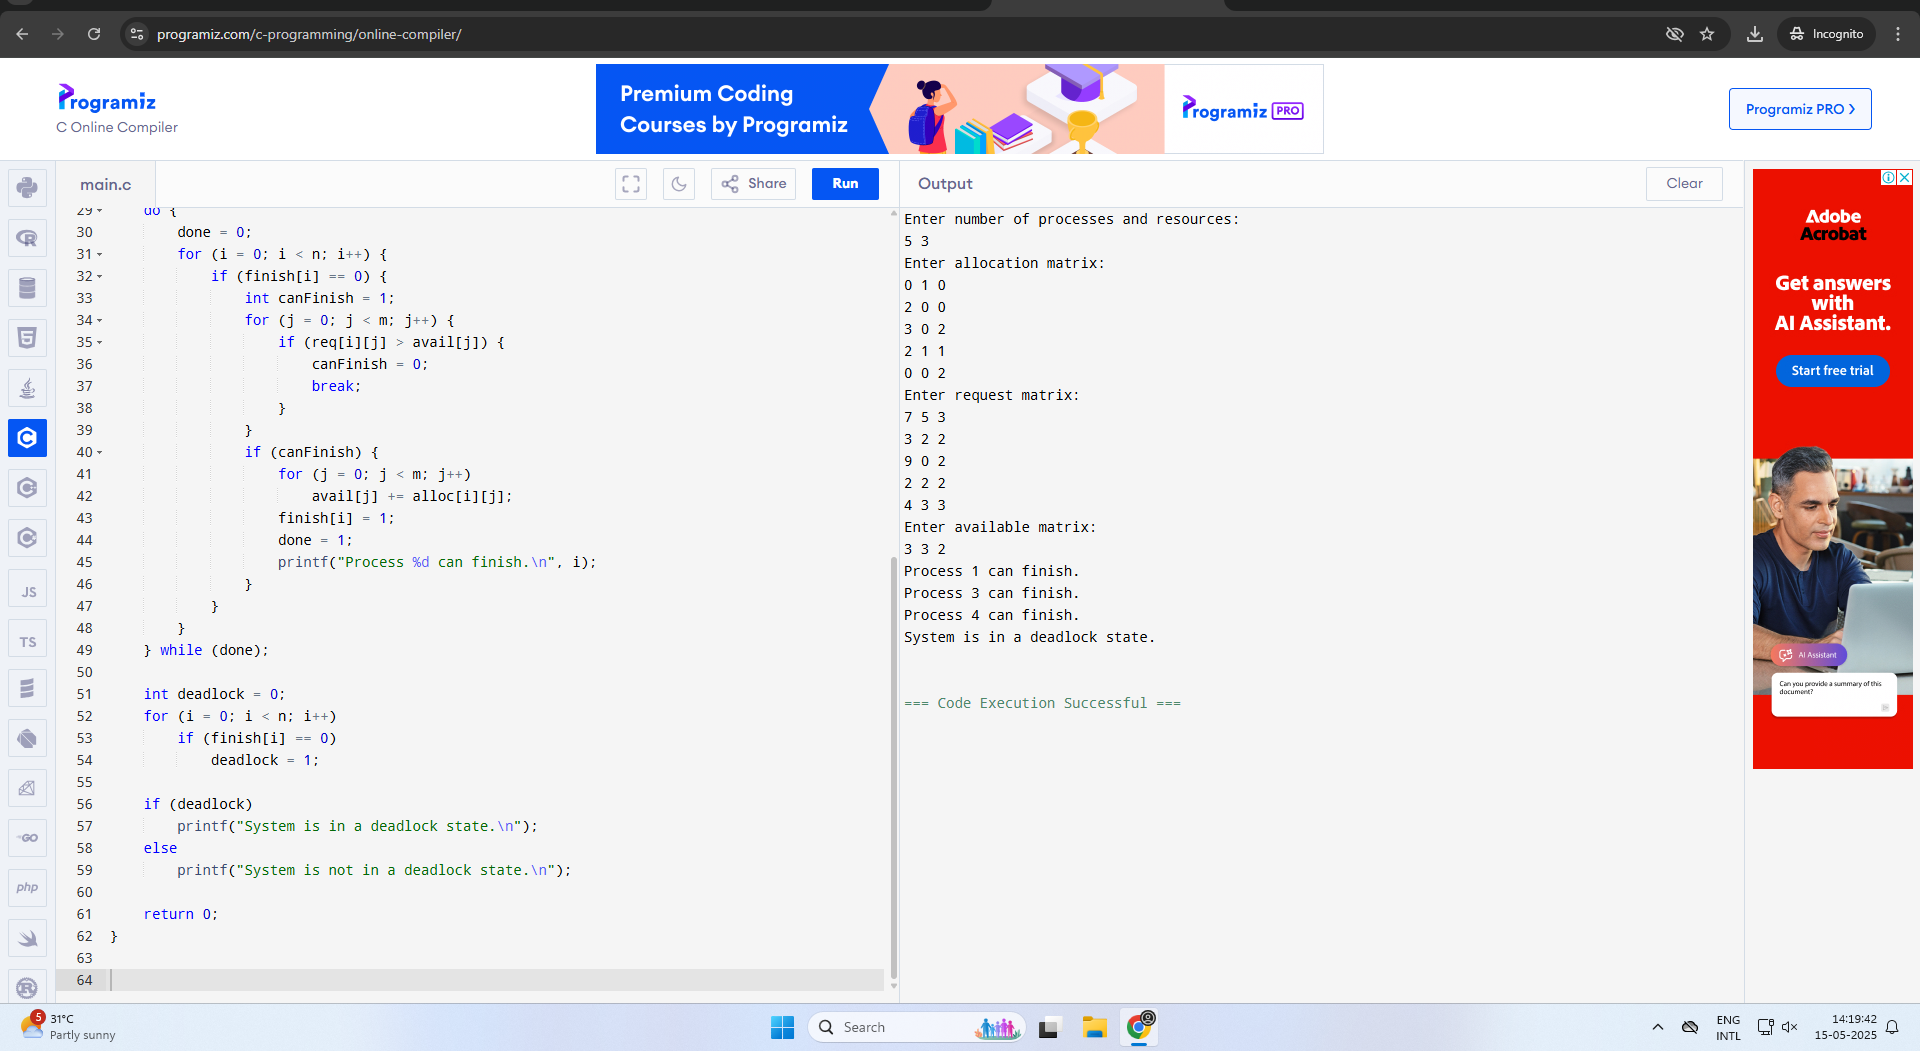 programiz.com/c-programming/online-compiler/
Incognito
Programiz
C Online Compiler
Premium Coding
Courses by Programiz
Programiz PRO
Programiz PRO
main.c
Share
Run
Output
Clear
29 do {
30 done = 0;
31 for (i = 0; i < n; i++) {
32 if (finish[i] == 0) {
33 int canFinish = 1;
34 for (j = 0; j < m; j++) {
35 if (req[i][j] > avail[j]) {
36 canFinish = 0;
37 break;
38 }
39 }
40 if (canFinish) {
41 for (j = 0; j < m; j++)
42 avail[j] += alloc[i][j];
43 finish[i] = 1;
44 done = 1;
45 printf("Process %d can finish.\n", i);
46 }
47 }
48 }
49 } while (done);
50
51 int deadlock = 0;
52 for (i = 0; i < n; i++)
53 if (finish[i] == 0)
54 deadlock = 1;
55
56 if (deadlock)
57 printf("System is in a deadlock state.\n");
58 else
59 printf("System is not in a deadlock state.\n");
60
61 return 0;
62 }
63
64
Enter number of processes and resources:
5 3
Enter allocation matrix:
0 1 0
2 0 0
3 0 2
2 1 1
0 0 2
Enter request matrix:
7 5 3
3 2 2
9 0 2
2 2 2
4 3 3
Enter available matrix:
3 3 2
Process 1 can finish.
Process 3 can finish.
Process 4 can finish.
System is in a deadlock state.
=== Code Execution Successful ===
Adobe
Acrobat
Get answers
with
AI Assistant.
Start free trial
AI Assistant
Can you provide a summary of this
document?
JS
TS
GO
php
5
31°C
Partly sunny
Search
ENG
INTL
14:19:42
15-05-2025